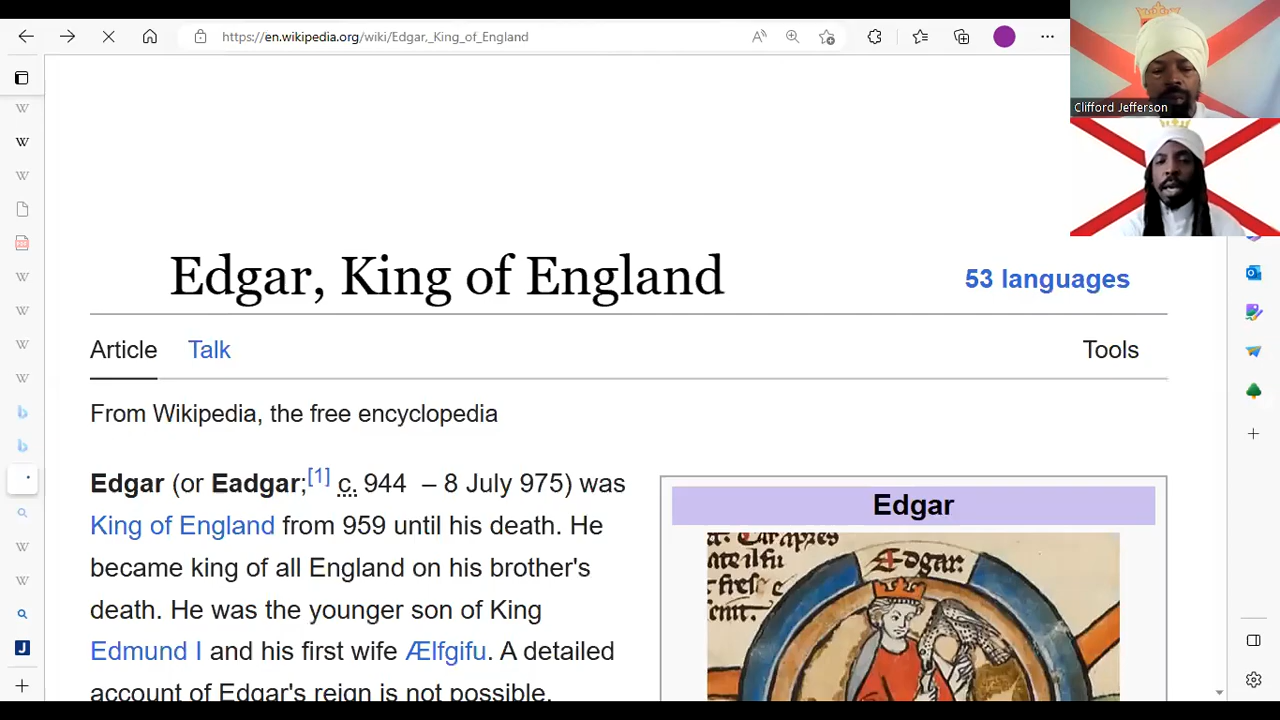 https://en.wikipedia.org/wiki/Edgar,_King_of_England
Clifford Jefferson
Edgar, King of England
53 languages
Article Talk Tools
From Wikipedia, the free encyclopedia
Edgar (or Eadgar;[1] c. 944 – 8 July 975) was
King of England from 959 until his death. He
became king of all England on his brother's
death. He was the younger son of King
Edmund I and his first wife Ælfgifu. A detailed
account of Edgar's reign is not possible,
Edgar
Edgar: